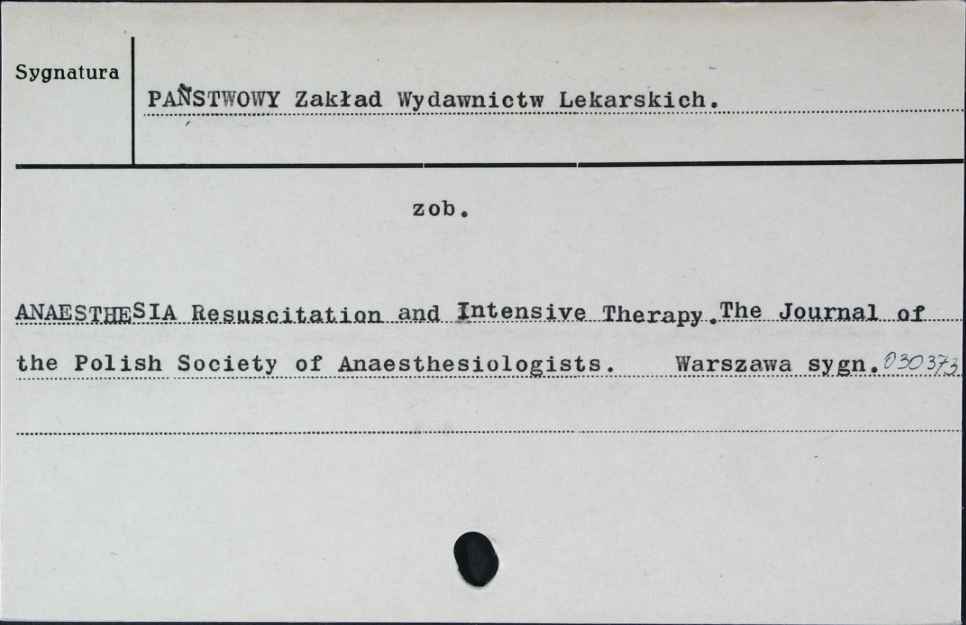 Sygnatura
PAŃSTWOWY Zakład Wydawnictw Lekarskich.
zob.
ANAESTHESIA Resuscitation and Intensive Therapy.The Journal of
the Polish Society of Anaesthesiologists. Warszawa sygn.030373